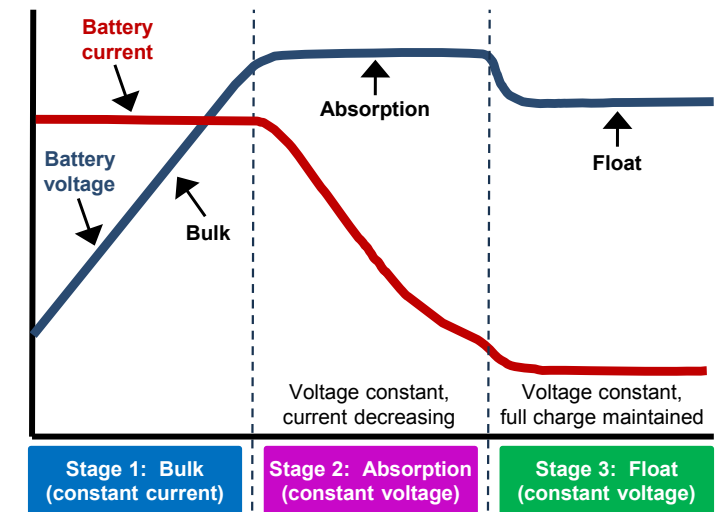 Battery
current
Absorption
Battery
voltage
Float
Bulk
Voltage constant,
current decreasing
Voltage constant,
full charge maintained
Stage 1: Bulk
(constant current)
Stage 2: Absorption
(constant voltage)
Stage 3: Float
(constant voltage)